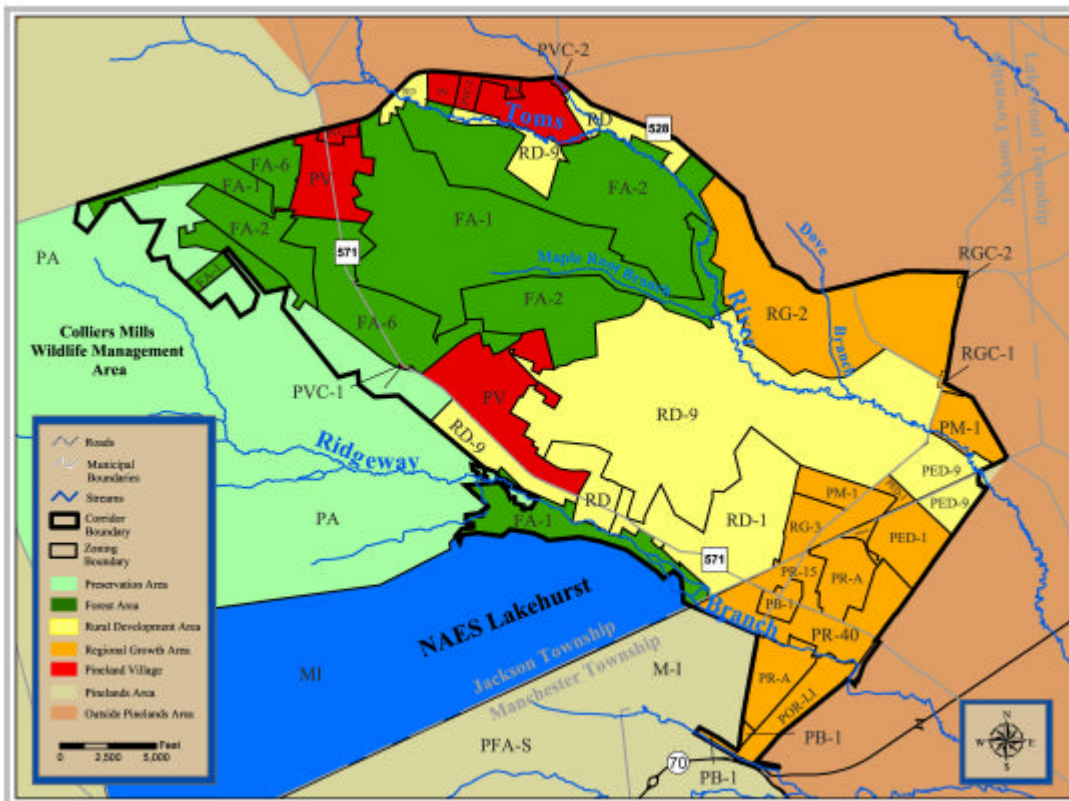 PVC-2
Jackson Township
Lakewood Township
RD
PV
Toms
RD
528
RD-9
FA-6
FA-1
PV
FA-2
FA-1
FA-2
571
Dove
Branch
RGC-2
PA
FA-1
Maple Root Branch
FA-2
River
RG-2
Colliers Mills
Wildlife Management
Area
FA-6
RGC-1
PVC-1
PV
RD-9
PM-1
RD-9
Ridgeway
PED-9
PED-9
PM-1
PED-1
RD
RD-1
RG-3
PED-1
PA
FA-1
571
PR-15
PR-A
PB-1
Branch
PR-40
NAES Lakehurst
MI
Jackson Township
Manchester Township
M-I
PR-A
POR-LI
PB-1
PFA-S
70
PB-1
Roads
Municipal
Boundaries
Streams
Corridor
Boundary
Zoning
Boundary
Preservation Area
Forest Area
Rural Development Area
Regional Growth Area
Pineland Village
Pinelands Area
Outside Pinelands Area
Feet
0 2,500 5,000
N
W E
S